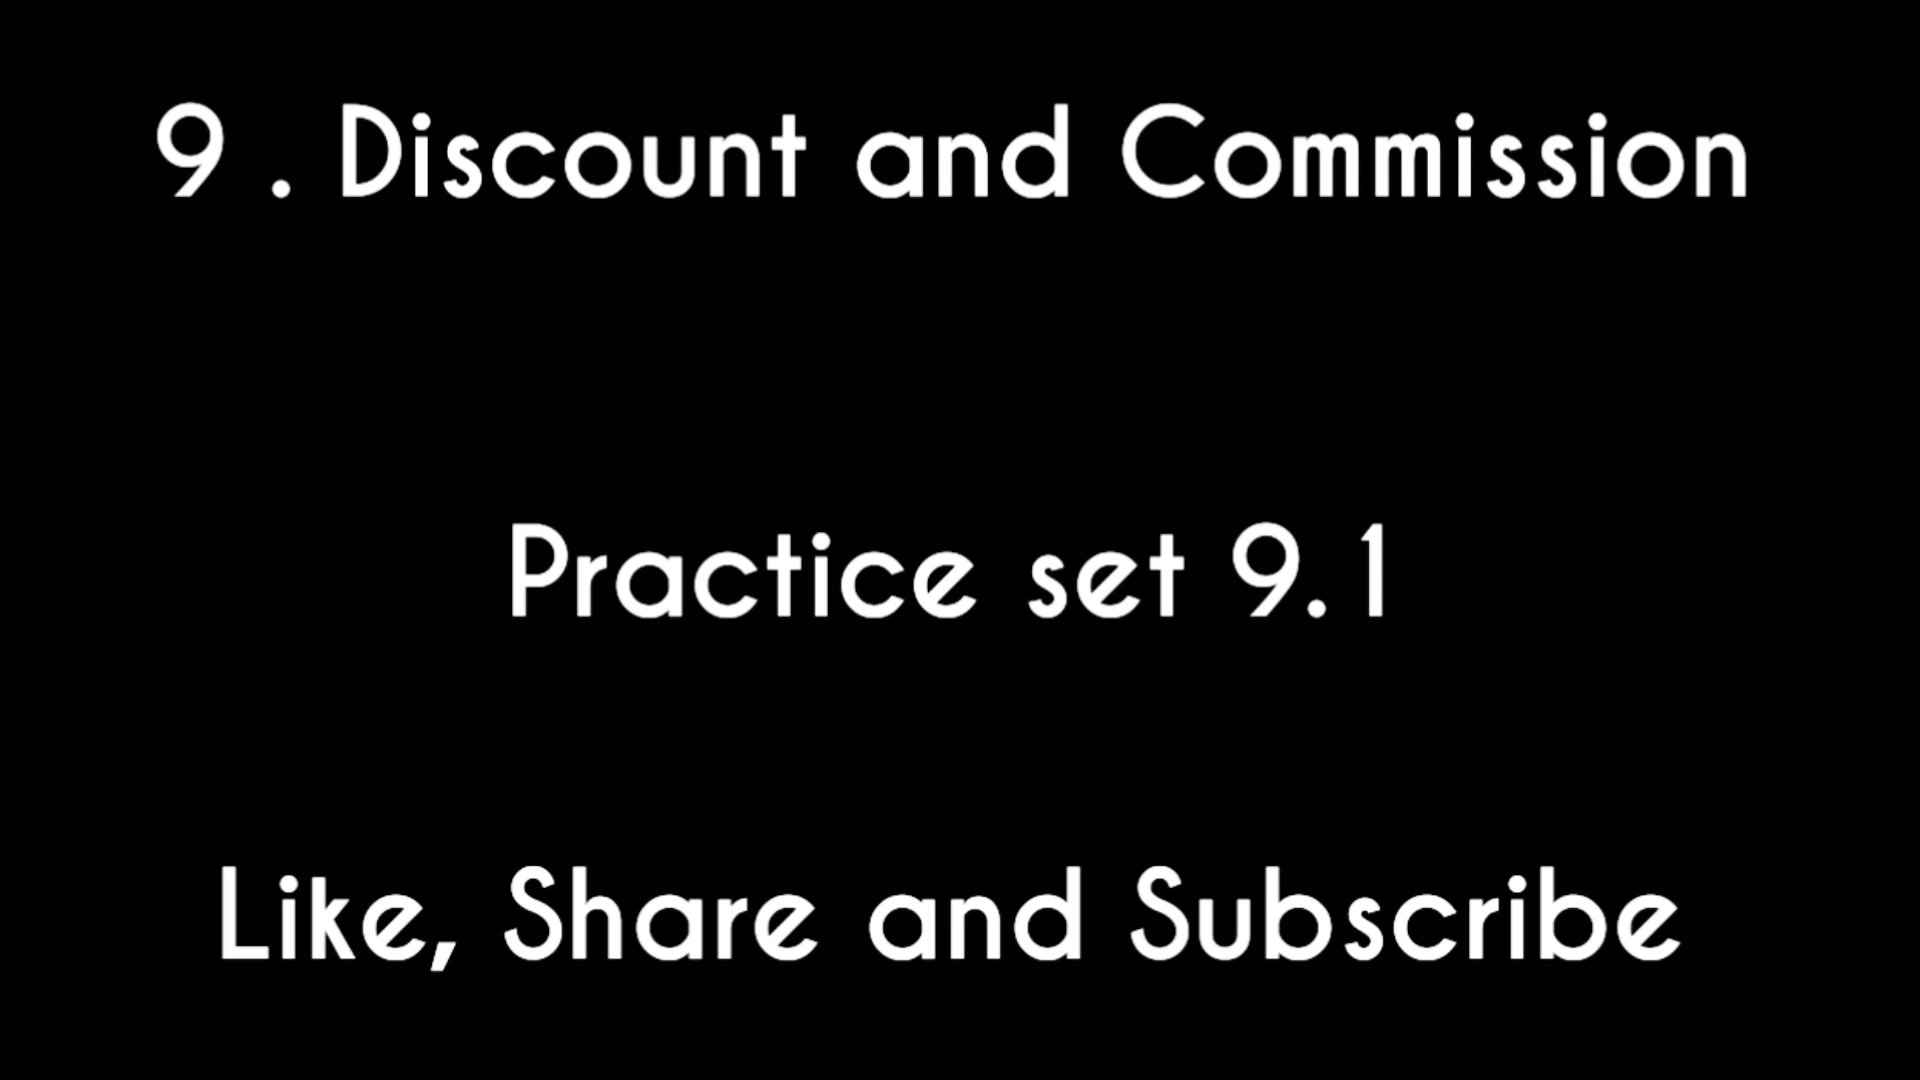 9 . Discount and Commission
Practice set 9.1
Like, Share and Subscribe